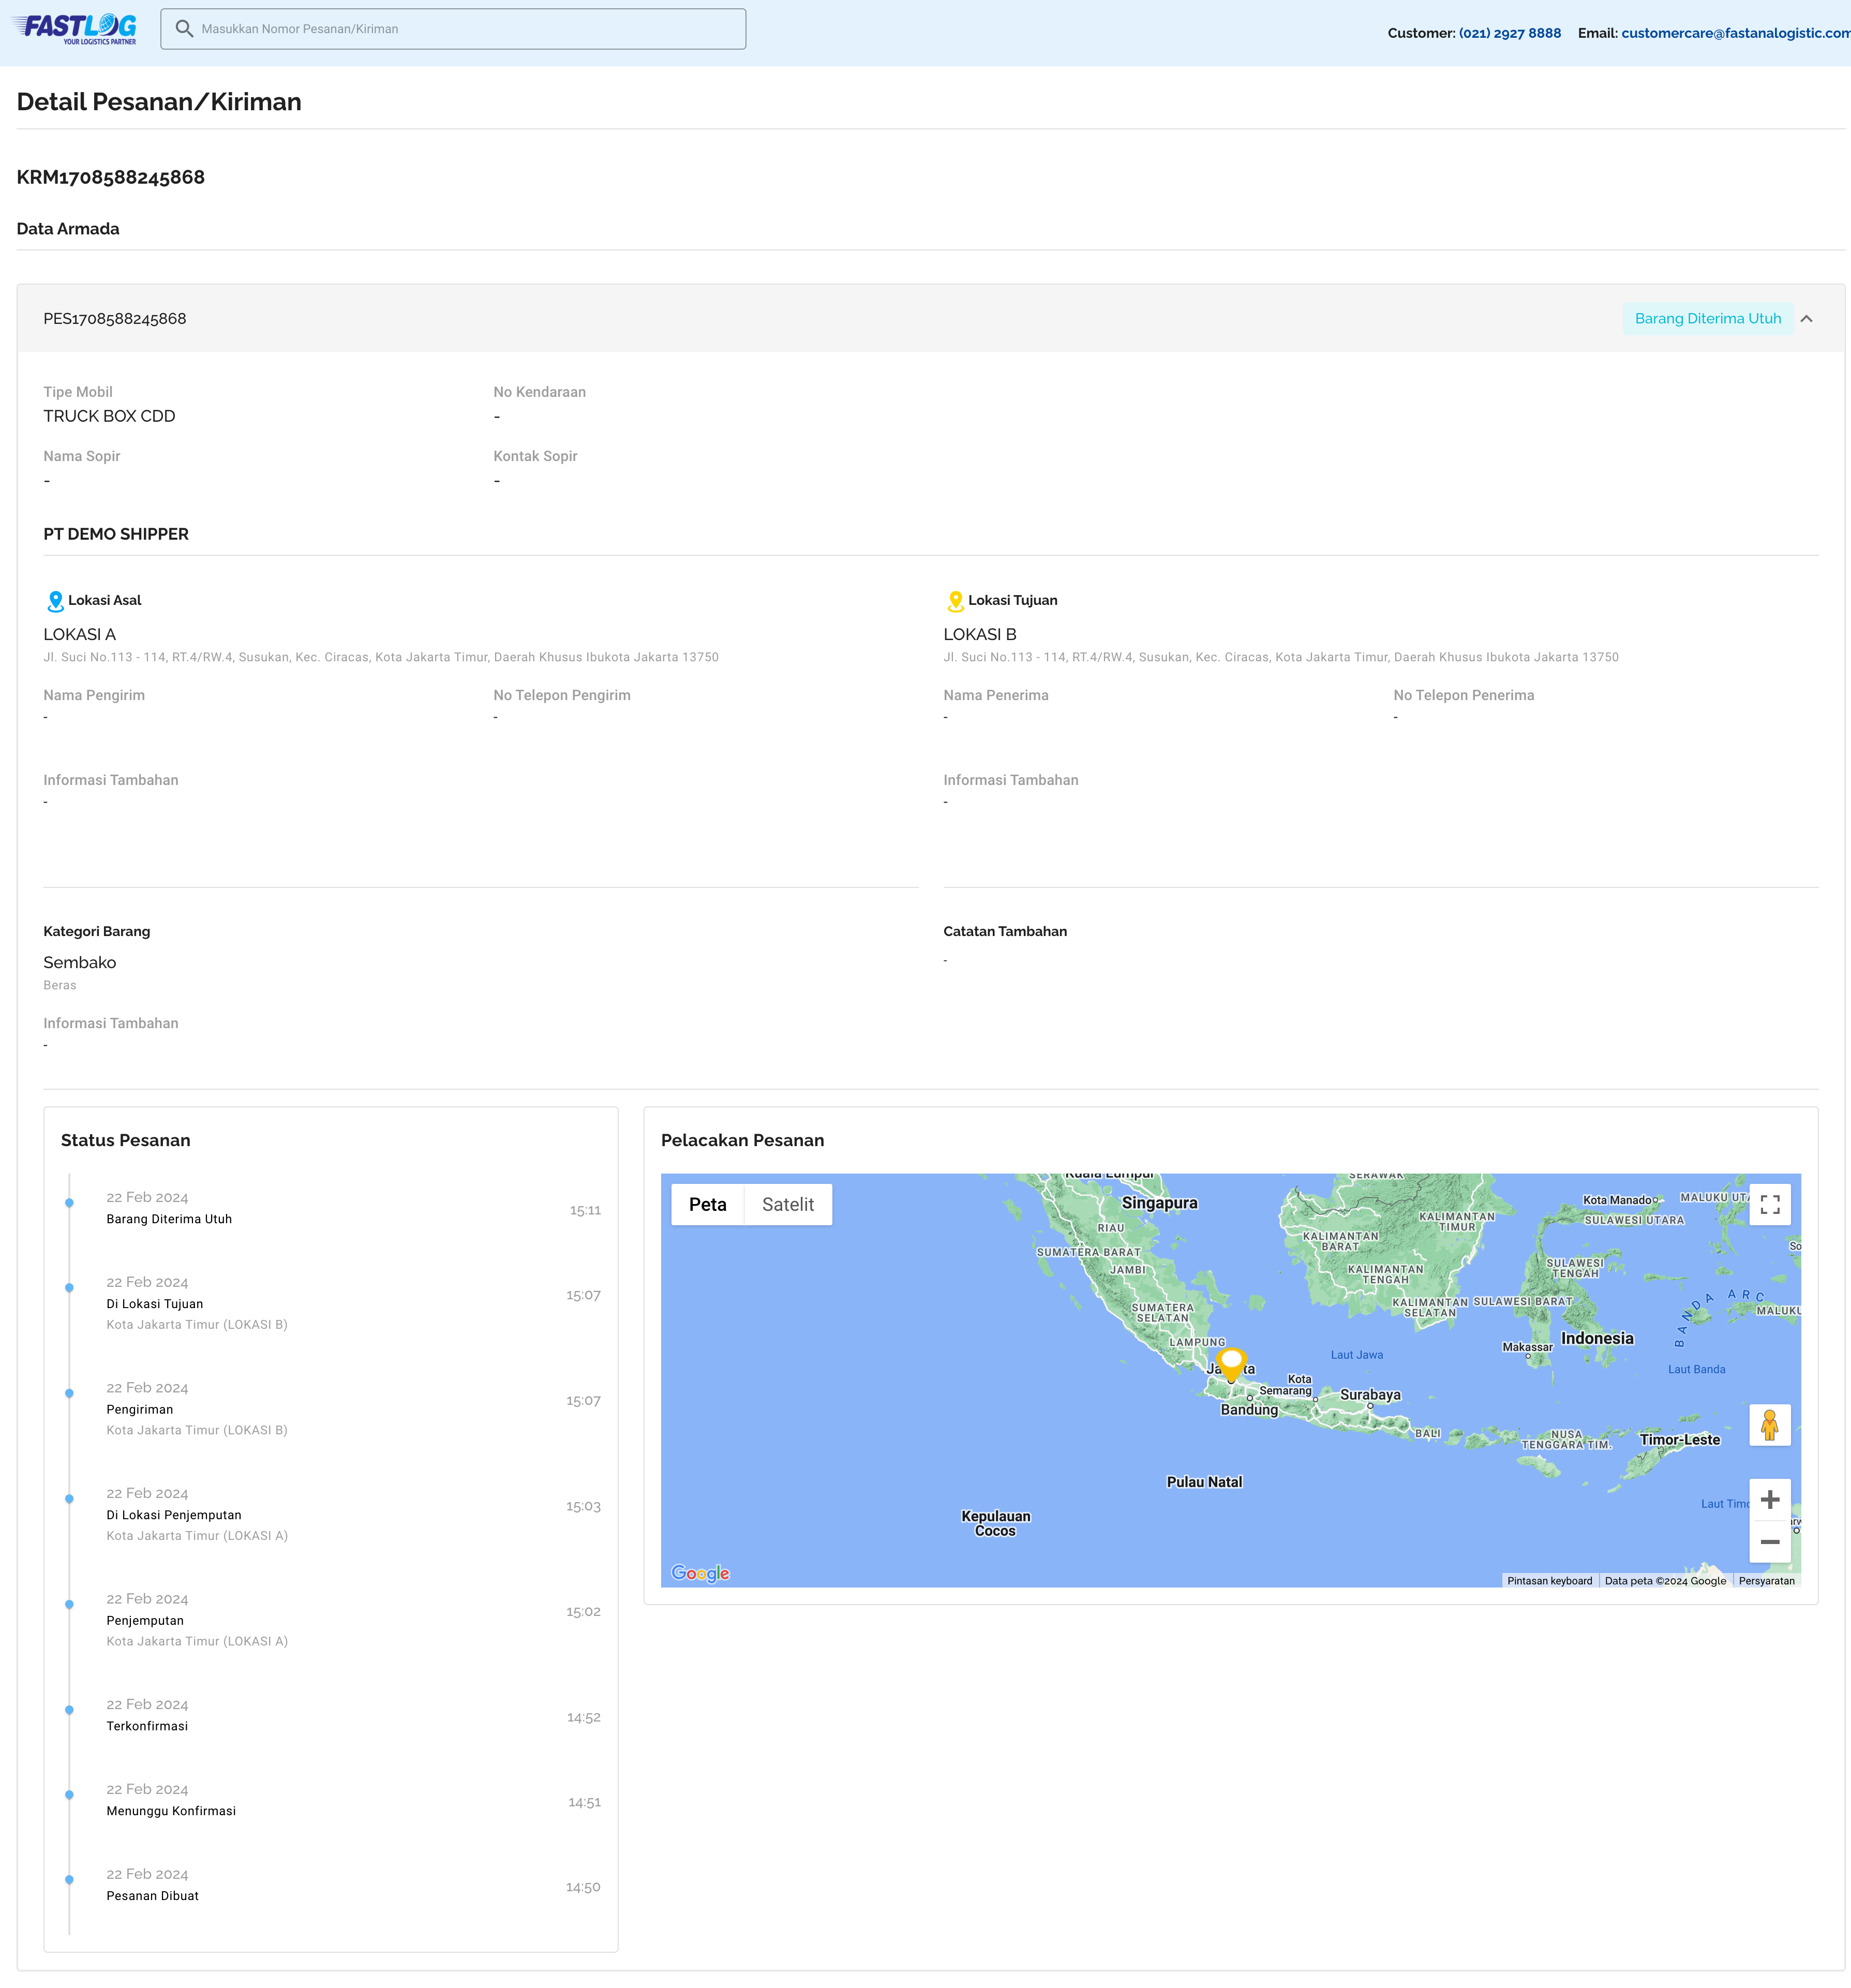 FASTLOG
YOUR LOGISTICS PARTNER
Masukkan Nomor Pesanan/Kiriman
Customer: (021) 2927 8888 Email: customercare@fastanalogistic.com
Detail Pesanan/Kiriman
KRM1708588245868
Data Armada
PES1708588245868
Barang Diterima Utuh
Tipe Mobil
TRUCK BOX CDD
No Kendaraan
-
Nama Sopir
-
Kontak Sopir
-
PT DEMO SHIPPER
Lokasi Asal
LOKASI A
Jl. Suci No.113 - 114, RT.4/RW.4, Susukan, Kec. Ciracas, Kota Jakarta Timur, Daerah Khusus Ibukota Jakarta 13750
Nama Pengirim
-
No Telepon Pengirim
-
Informasi Tambahan
-
Lokasi Tujuan
LOKASI B
Jl. Suci No.113 - 114, RT.4/RW.4, Susukan, Kec. Ciracas, Kota Jakarta Timur, Daerah Khusus Ibukota Jakarta 13750
Nama Penerima
-
No Telepon Penerima
-
Informasi Tambahan
-
Kategori Barang
Sembako
Beras
Informasi Tambahan
-
Catatan Tambahan
-
Status Pesanan
22 Feb 2024
Barang Diterima Utuh
15:11
22 Feb 2024
Di Lokasi Tujuan
Kota Jakarta Timur (LOKASI B)
15:07
22 Feb 2024
Pengiriman
Kota Jakarta Timur (LOKASI B)
15:07
22 Feb 2024
Di Lokasi Penjemputan
Kota Jakarta Timur (LOKASI A)
15:03
22 Feb 2024
Penjemputan
Kota Jakarta Timur (LOKASI A)
15:02
22 Feb 2024
Terkonfirmasi
14:52
22 Feb 2024
Menunggu Konfirmasi
14:51
22 Feb 2024
Pesanan Dibuat
14:50
Pelacakan Pesanan
Peta
Satelit
Kuala Lumpur
Singapura
RIAU
SUMATERA BARAT
JAMBI
SUMATERA
SELATAN
LAMPUNG
SERAWAK
KALIMANTAN
TIMUR
KALIMANTAN
BARAT
KALIMANTAN
TENGAH
KALIMANTAN
SELATAN
Kota Manado
MALUKU UTA
SULAWESI UTARA
SULAWESI
TENGAH
SULAWESI BARAT
So
BANDA ARC
MALUKU
Indonesia
Makassar
Laut Jawa
Laut Banda
Bandung
Kota
Semarang
Surabaya
BALI
NUSA
TENGGARA TIM.
Timor-Leste
Pulau Natal
Laut Timo
Kepulauan
Cocos
Google
Pintasan keyboard
Data peta ©2024 Google
Persyaratan